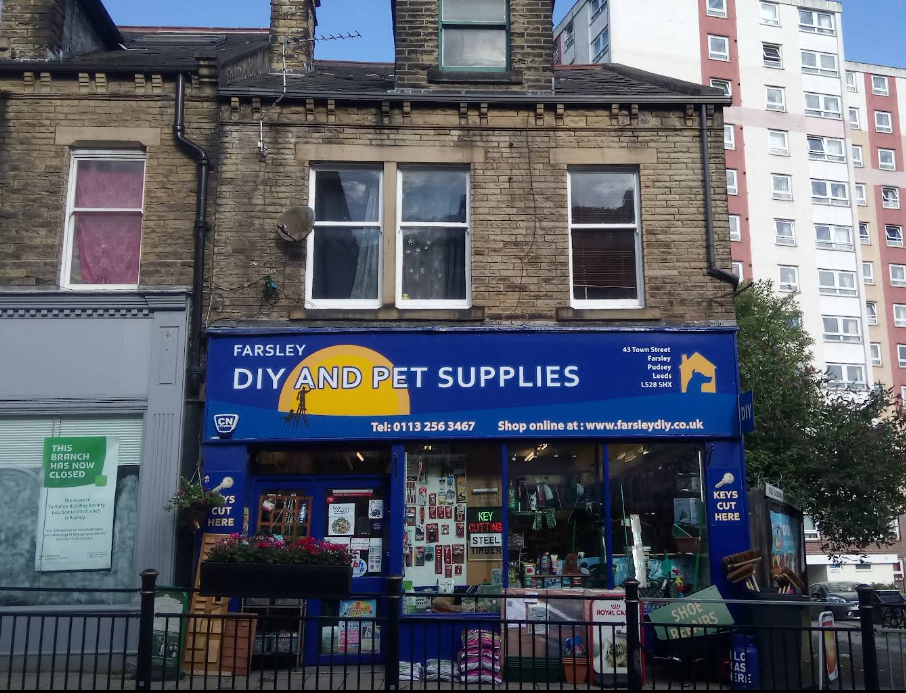 FARSLEY
DIY AND PET SUPPLIES
43 Town Street
Farsley
Pudsey
Leeds
LS28 5HX
CN
Tel: 0113 256 3467
Shop online at : www.farsleydiy.co.uk
DIY
THIS
BRANCH
HAS NOW
CLOSED
KEYS
CUT
HERE
KEY
CUTTING
STEEL
TIMBER
KEYS
CUT
HERE
ROYAL
SHOE
REPAIRS